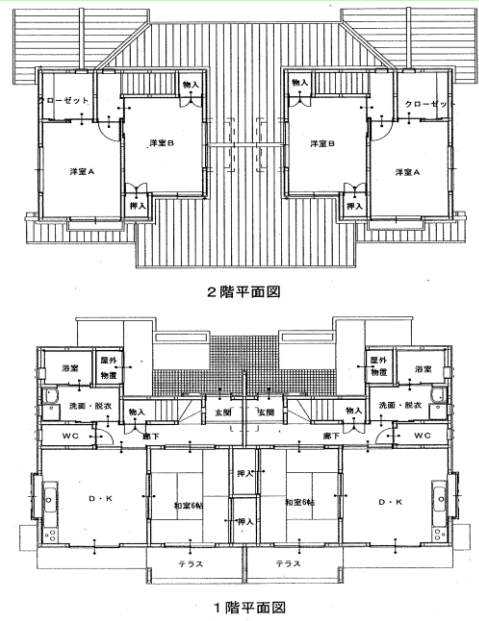 物入
物入
クローゼット
クローゼット
洋室B
洋室B
洋室A
洋室A
押入
押入
2階平面図
浴室
屋外
物置
屋外
物置
浴室
洗面・脱衣
物入
玄関
玄関
物入
洗面・脱衣
WC
廊下
廊下
WC
D・K
和室6帖
押入
押入
和室6帖
D・K
テラス
テラス
1階平面図